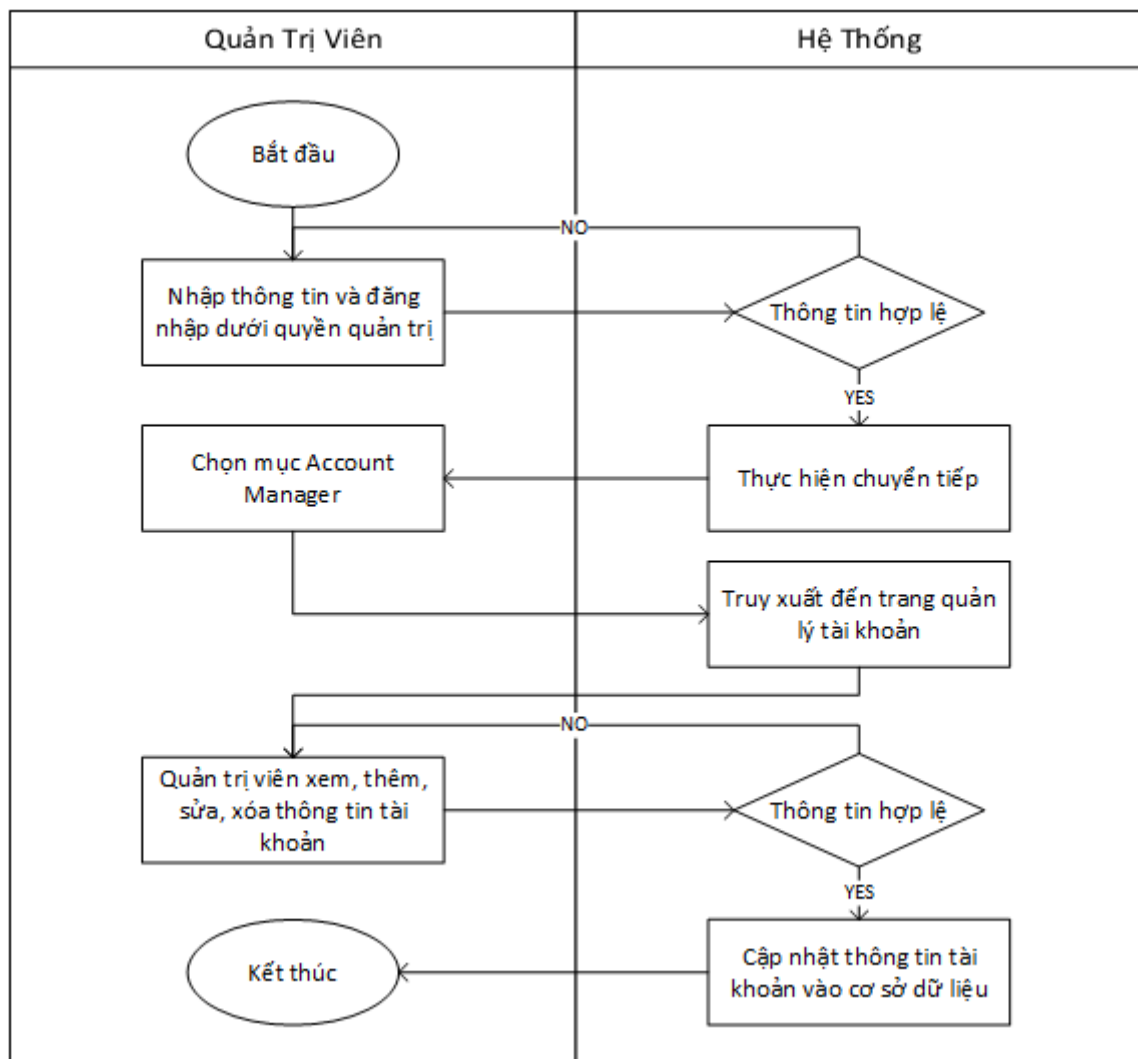 Quản Trị Viên
Hệ Thống
Bắt đầu
NO
Nhập thông tin và đăng
nhập dưới quyền quản trị
Thông tin hợp lệ
YES
Chọn mục Account
Manager
Thực hiện chuyển tiếp
Truy xuất đến trang quản
lý tài khoản
NO
Quản trị viên xem, thêm,
sửa, xóa thông tin tài
khoản
Thông tin hợp lệ
YES
Kết thúc
Cập nhật thông tin tài
khoản vào cơ sở dữ liệu